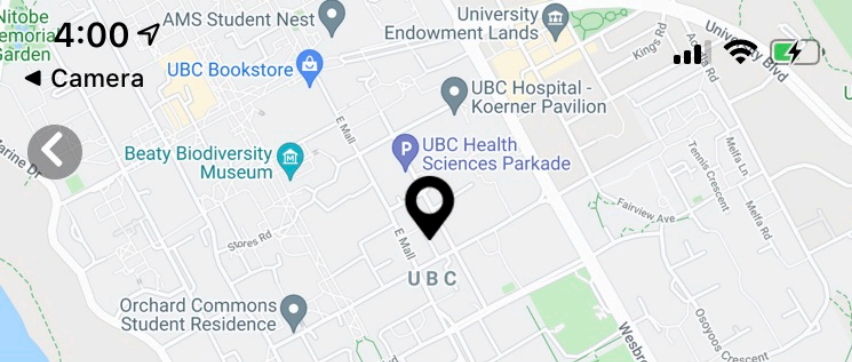 Nitobe
Memorial
Garden
4:00
Camera
AMS Student Nest
University
Endowment Lands
Kings Rd
University Blvd
UBC Bookstore
UBC Hospital -
Koerner Pavilion
E Mall
UBC Health
Sciences Parkade
P
Beaty Biodiversity
Museum
Tennis Crescent
Melfa Ln
Melfa Rd
Fairview Ave
Stores Rd
E Mall
UBC
Orchard Commons
Student Residence
Osoyoos Crescent